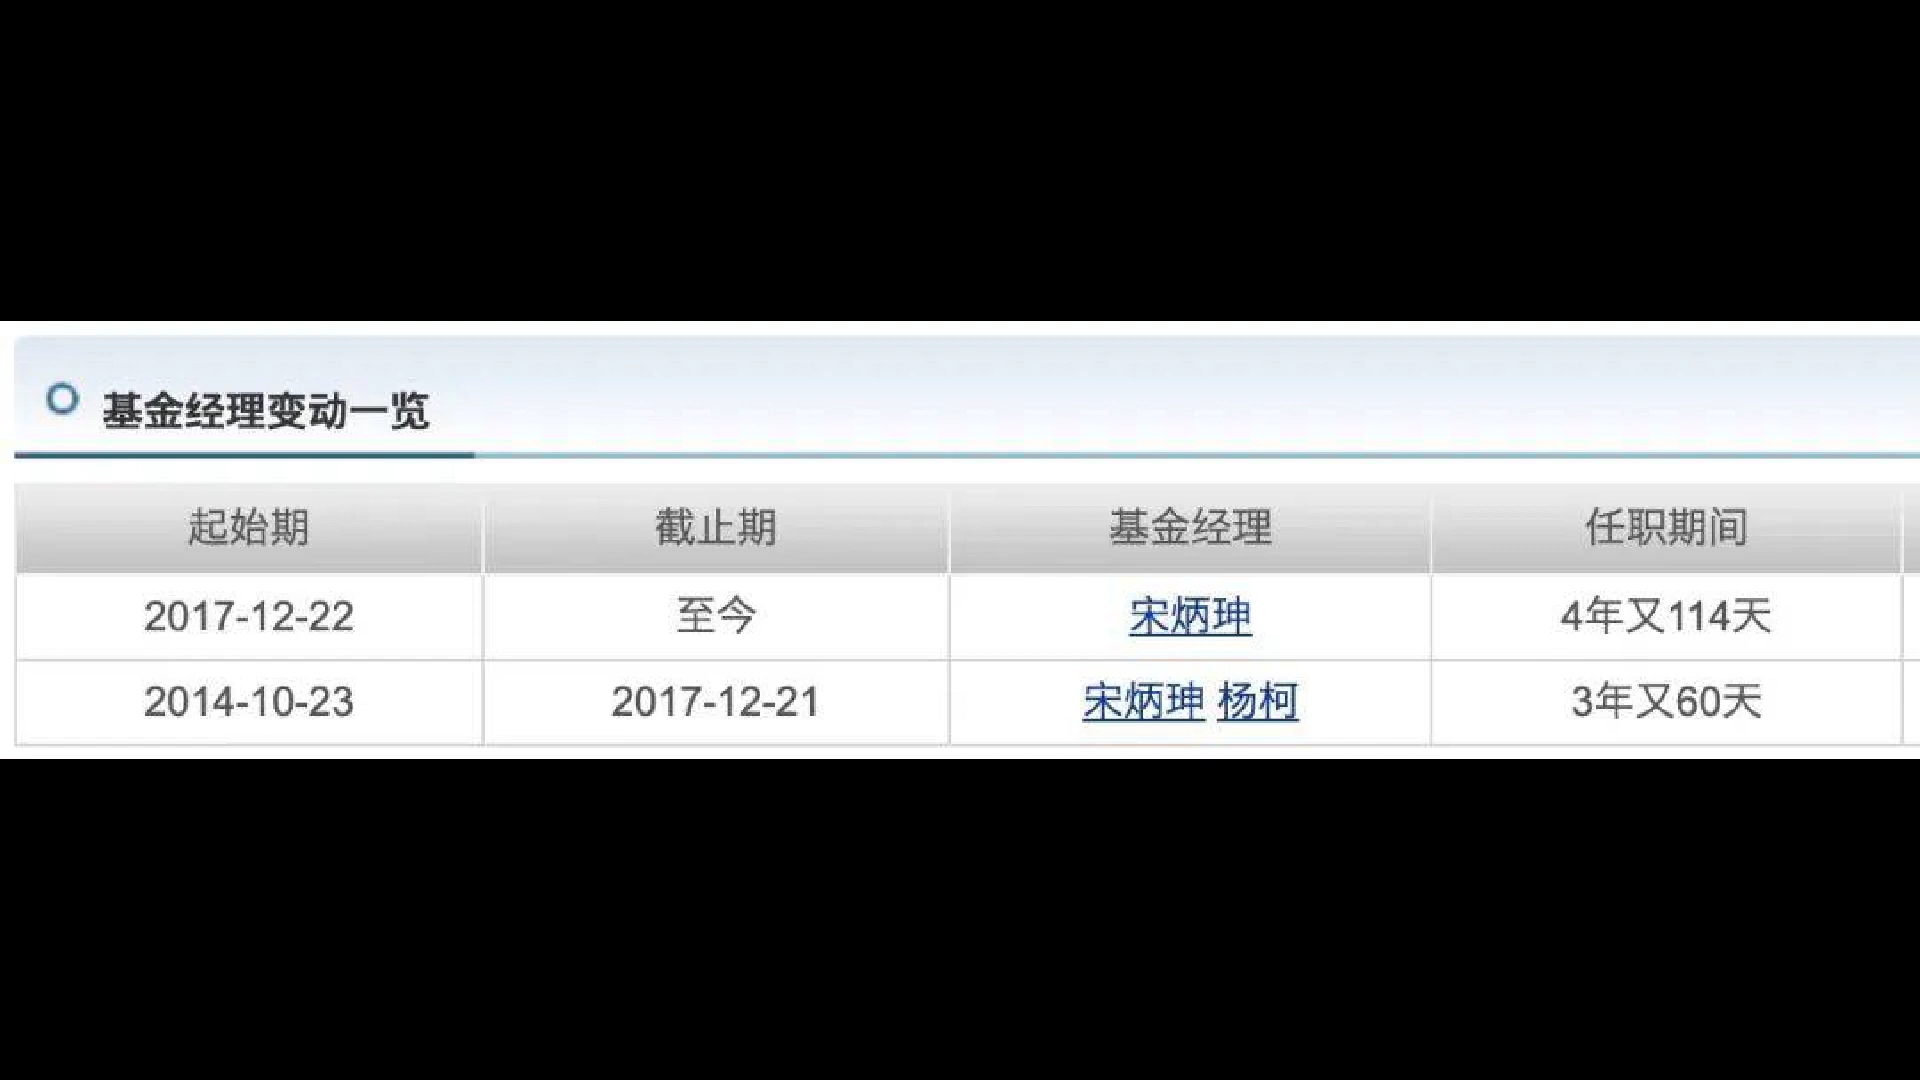 基金经理变动一览
起始期 截止期 基金经理 任职期间
2017-12-22 至今 宋炳珅 4年又114天
2014-10-23 2017-12-21 宋炳珅 杨柯 3年又60天